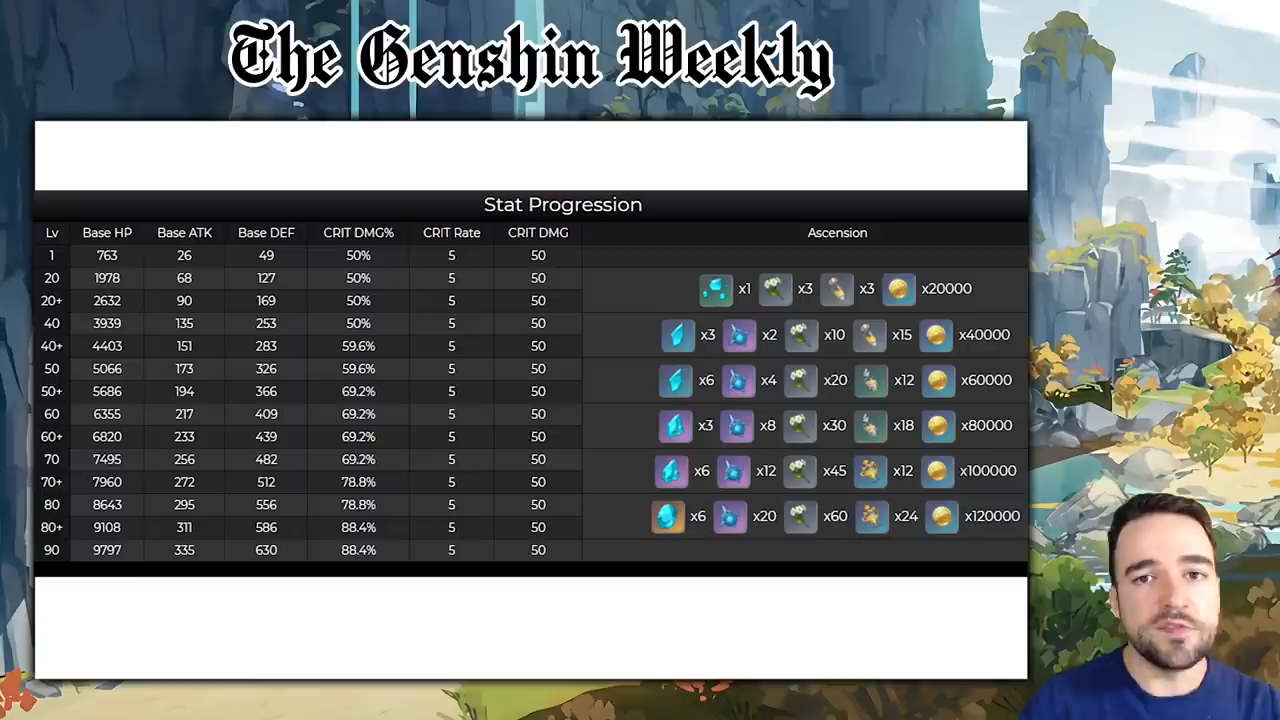 The Genshin Weekly
Stat Progression
Lv Base HP Base ATK Base DEF CRIT DMG% CRIT Rate CRIT DMG Ascension
1 763 26 49 50% 5 50
20 1978 68 127 50% 5 50
x1 x3 x3 x20000
20+ 2632 90 169 50% 5 50
40 3939 135 253 50% 5 50
x3 x2 x10 x15 x40000
40+ 4403 151 283 59.6% 5 50
50 5066 173 326 59.6% 5 50
x6 x4 x20 x12 x60000
50+ 5686 194 366 69.2% 5 50
60 6355 217 409 69.2% 5 50
x3 x8 x30 x18 x80000
60+ 6820 233 439 69.2% 5 50
70 7495 256 482 69.2% 5 50
x6 x12 x45 x12 x100000
70+ 7960 272 512 78.8% 5 50
80 8643 295 556 78.8% 5 50
x6 x20 x60 x24 x120000
80+ 9108 311 586 88.4% 5 50
90 9797 335 630 88.4% 5 50